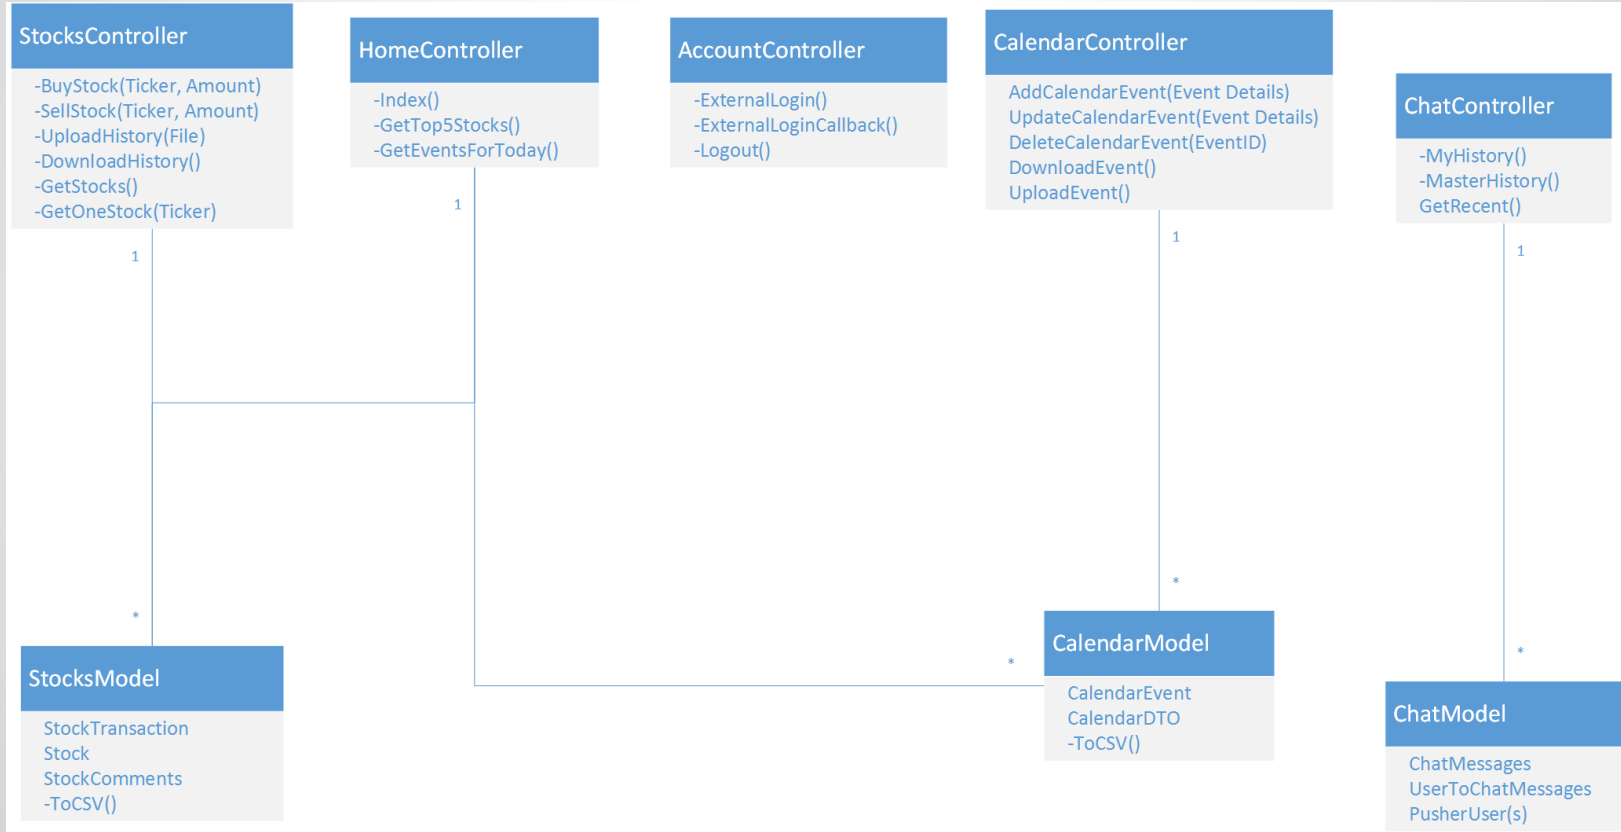 StocksController
-BuyStock(Ticker, Amount)
-SellStock(Ticker, Amount)
-UploadHistory(File)
-DownloadHistory()
-GetStocks()
-GetOneStock(Ticker)
1
*
HomeController
-Index()
-GetTop5Stocks()
-GetEventsForToday()
1
*
AccountController
-ExternalLogin()
-ExternalLoginCallback()
-Logout()
CalendarController
AddCalendarEvent(Event Details)
UpdateCalendarEvent(Event Details)
DeleteCalendarEvent(EventID)
DownloadEvent()
UploadEvent()
1
*
ChatController
-MyHistory()
-MasterHistory()
GetRecent()
1
*
StocksModel
StockTransaction
Stock
StockComments
-ToCSV()
CalendarModel
CalendarEvent
CalendarDTO
-ToCSV()
ChatModel
ChatMessages
UserToChatMessages
PusherUser(s)